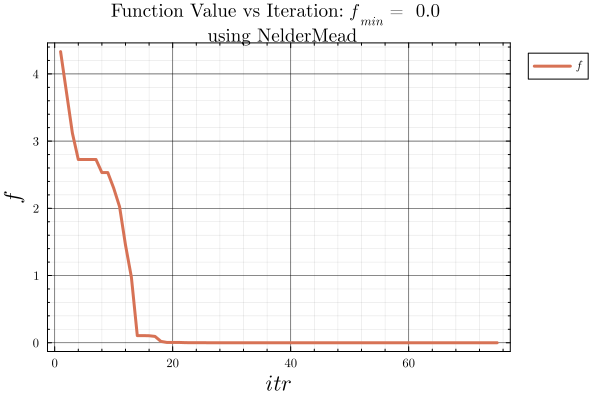 Function Value vs Iteration: f_min = 0.0
using NelderMead
f
4
3
2
1
0
f
0 20 40 60
itr